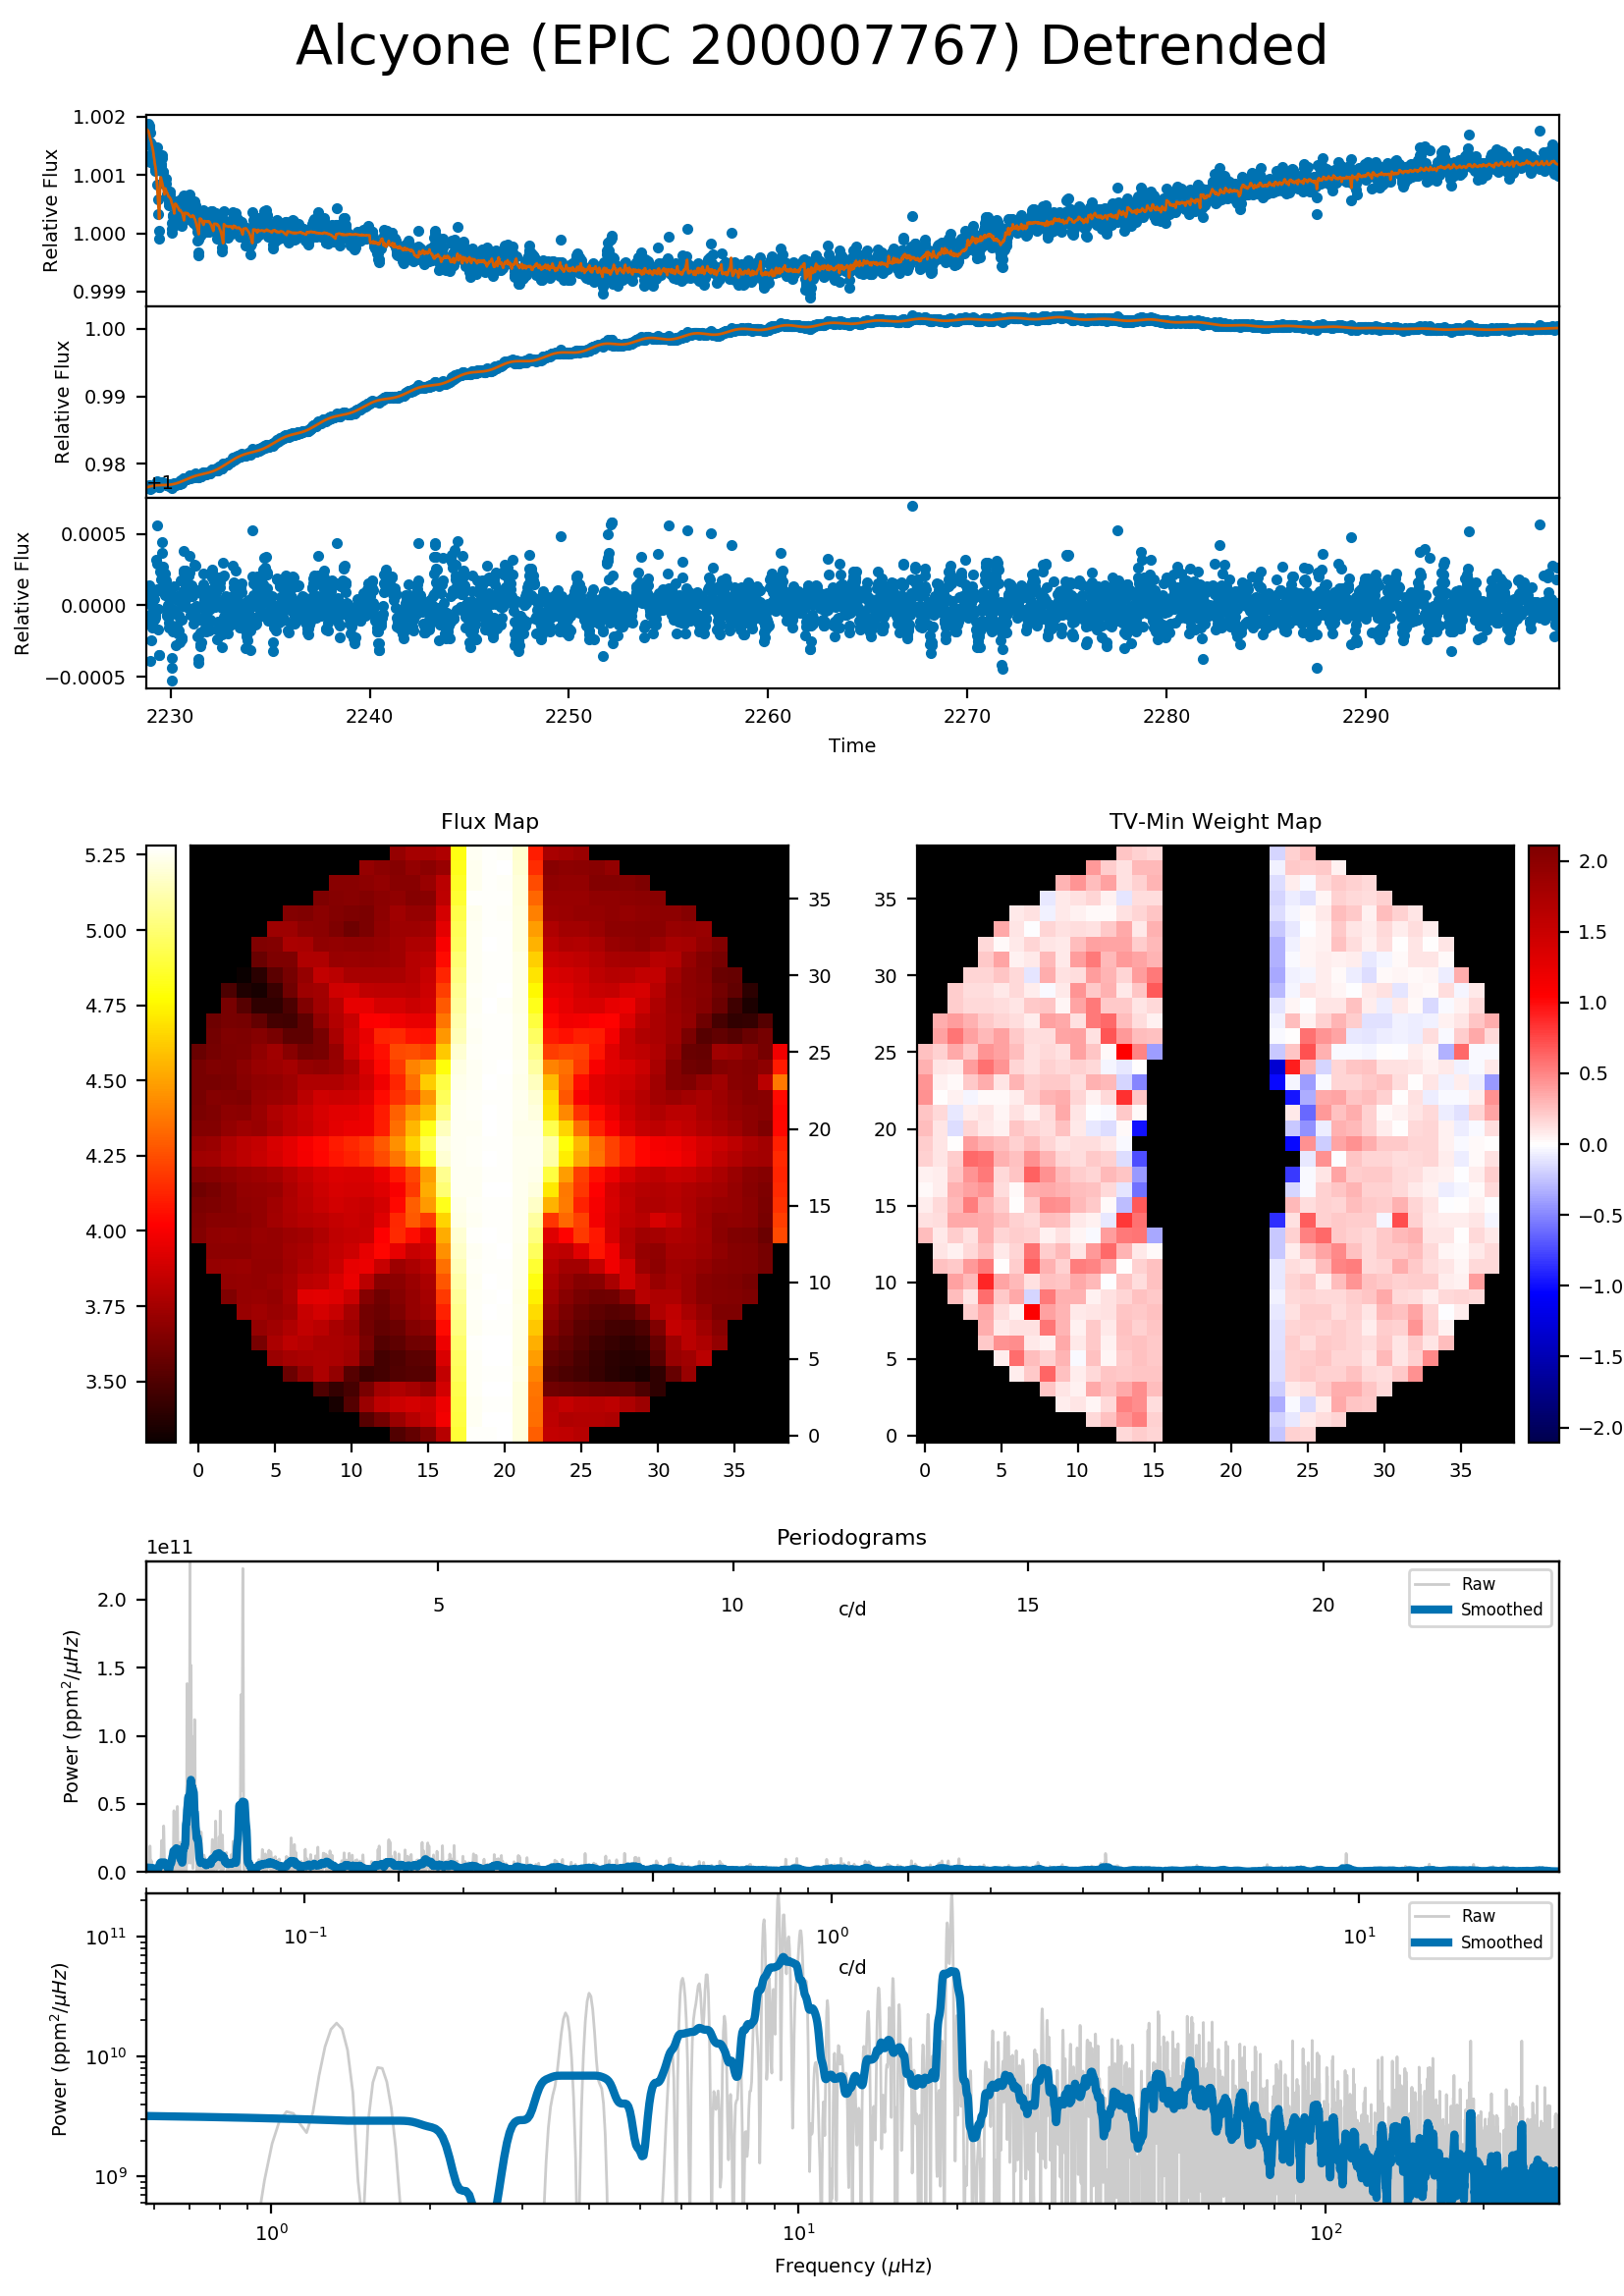 Alcyone (EPIC 200007767) Detrended
1.002
1.001
1.000
0.999
Relative Flux
1.00
0.99
0.98
Relative Flux
+1
0.0005
0.0000
−0.0005
Relative Flux
2230 2240 2250 2260 2270 2280 2290
Time
Flux Map
TV-Min Weight Map
5.25
5.00
4.75
4.50
4.25
4.00
3.75
3.50
35
30
25
20
15
10
5
0
0 5 10 15 20 25 30 35
35
30
25
20
15
10
5
0
0 5 10 15 20 25 30 35
2.0
1.5
1.0
0.5
0.0
−0.5
−1.0
−1.5
−2.0
Periodograms
1e11
2.0
1.5
1.0
0.5
0.0
Power (ppm²/μHz)
5 10 15 20
c/d
Raw
Smoothed
10¹¹
10¹⁰
10⁹
Power (ppm²/μHz)
10⁻¹ 10⁰ 10¹
c/d
Raw
Smoothed
10⁰ 10¹ 10²
Frequency (μHz)